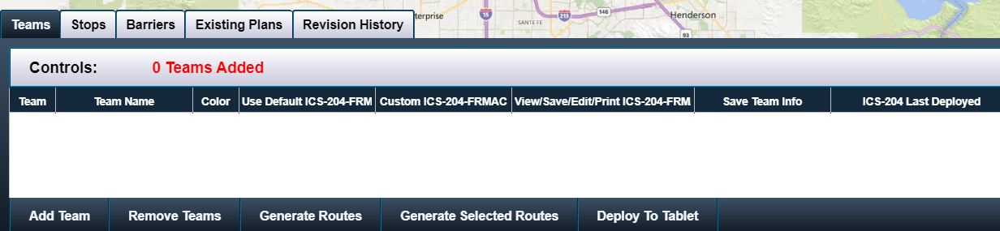 terprise
15
SANTE FE
215
146
Henderson
93
Teams Stops Barriers Existing Plans Revision History
Controls: 0 Teams Added
Team Team Name Color Use Default ICS-204-FRM Custom ICS-204-FRMAC View/Save/Edit/Print ICS-204-FRM Save Team Info ICS-204 Last Deployed
Add Team Remove Teams Generate Routes Generate Selected Routes Deploy To Tablet